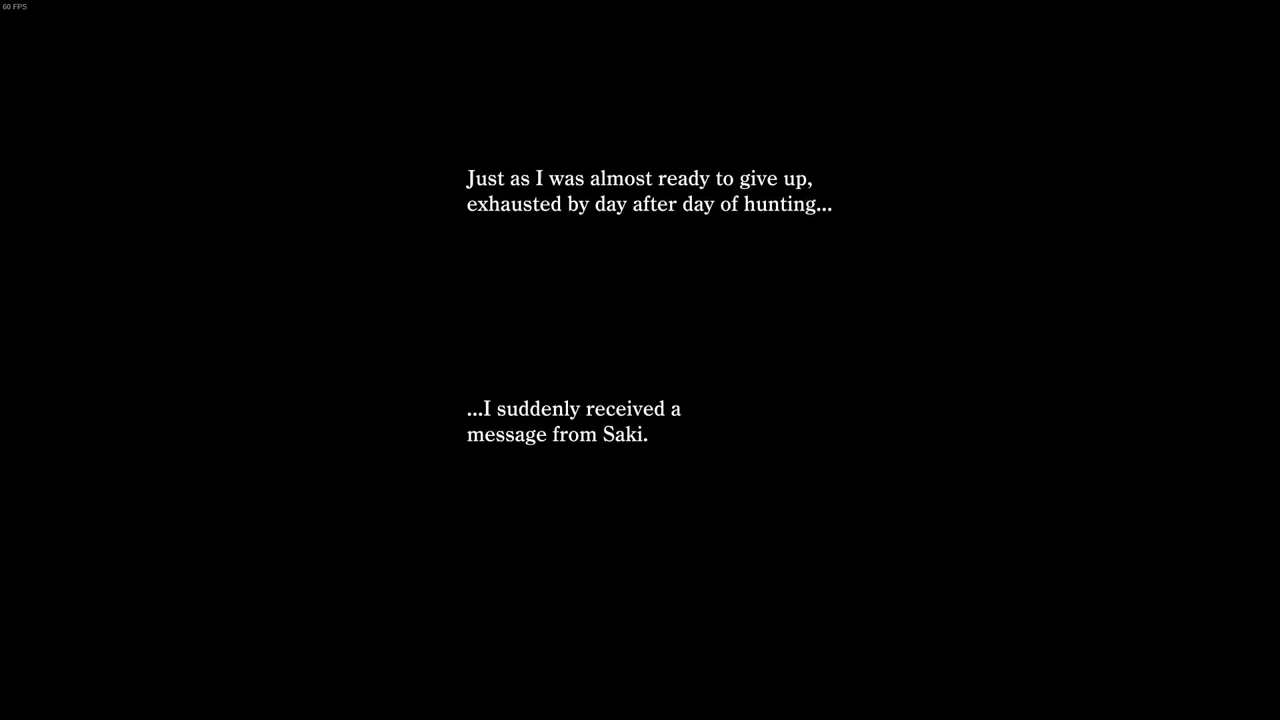 60 FPS
Just as I was almost ready to give up,
exhausted by day after day of hunting...
...I suddenly received a
message from Saki.